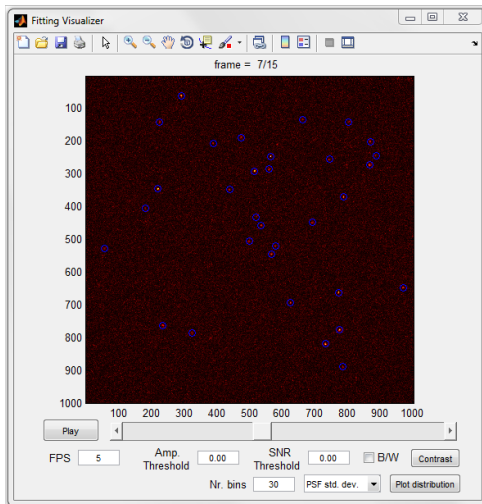 Fitting Visualizer
frame = 7/15
100
200
300
400
500
600
700
800
900
1000
100 200 300 400 500 600 700 800 900 1000
Play
FPS 5 Amp. Threshold 0.00 SNR Threshold 0.00 B/W Contrast
Nr. bins 30 PSF std. dev. Plot distribution